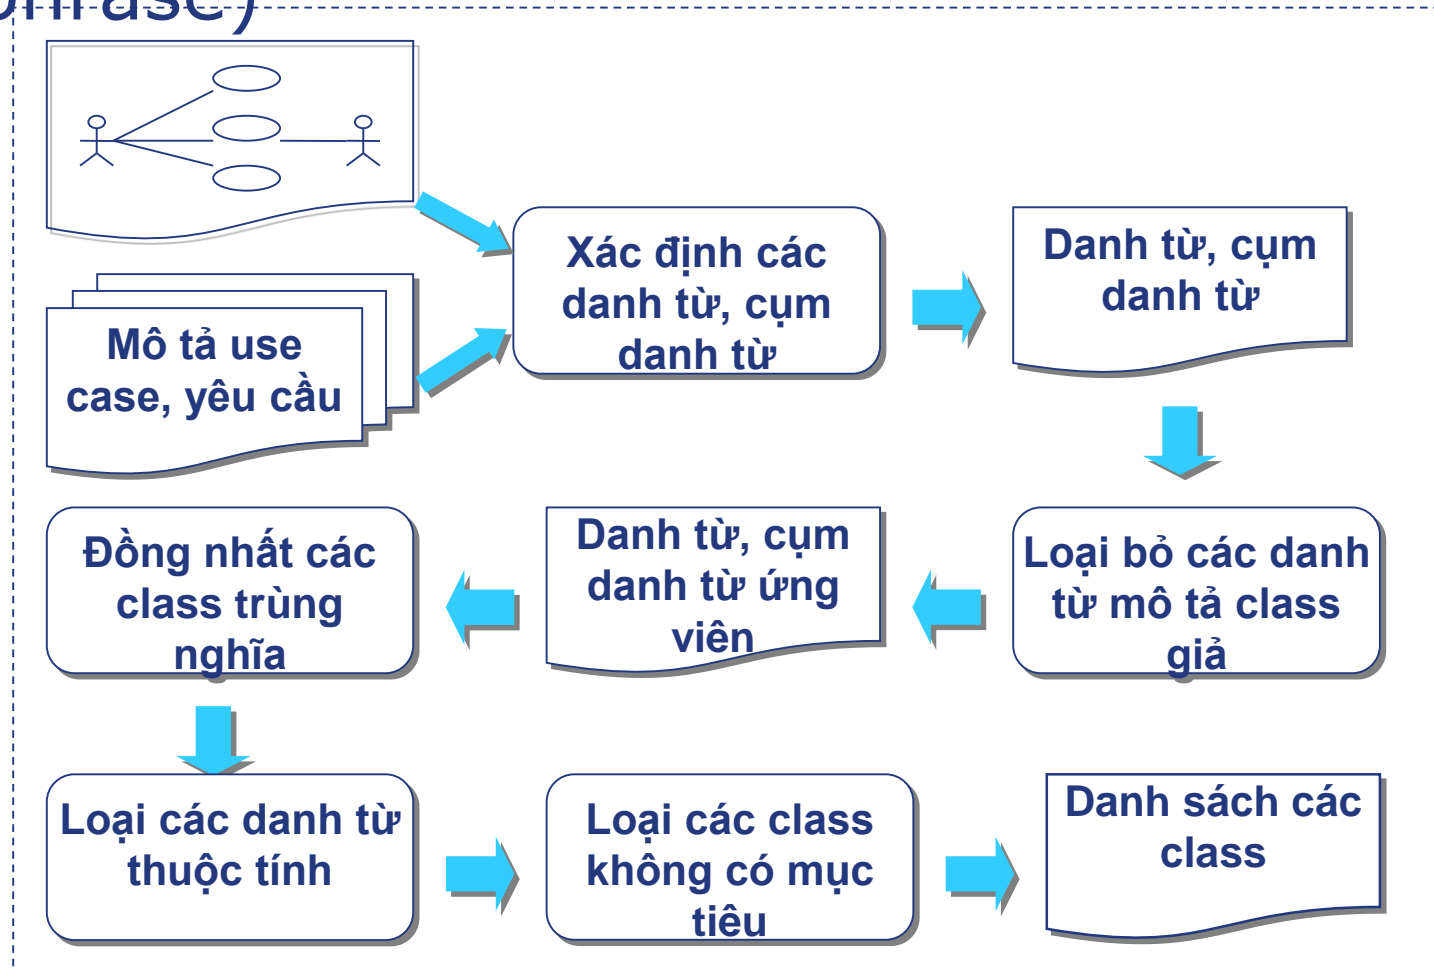 phrase)
Mô tả use
case, yêu cầu
Xác định các
danh từ, cụm
danh từ
Danh từ, cụm
danh từ
Loại bỏ các danh
từ mô tả class
giả
Danh từ, cụm
danh từ ứng
viên
Đồng nhất các
class trùng
nghĩa
Loại các danh từ
thuộc tính
Loại các class
không có mục
tiêu
Danh sách các
class